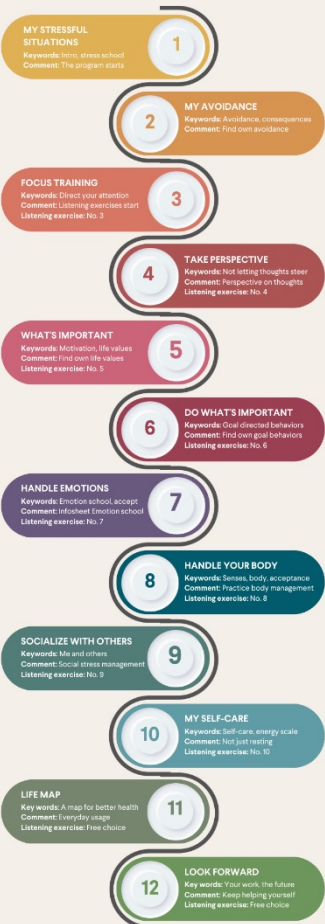 MY STRESSFUL
SITUATIONS
Keywords: Intro, stress school
Comment: The program starts
1
2
MY AVOIDANCE
Keywords: Avoidance, consequences
Comment: Find own avoidance
FOCUS TRAINING
Keywords: Direct your attention
Comment: Listening exercises start
Listening exercise: No. 3
3
4
TAKE PERSPECTIVE
Keywords: Not letting thoughts steer
Comment: Perspective on thoughts
Listening exercise: No. 4
WHAT'S IMPORTANT
Keywords: Motivation, life values
Comment: Find own life values
Listening exercise: No. 5
5
6
DO WHAT'S IMPORTANT
Keywords: Goal directed behaviors
Comment: Find own goal behaviors
Listening exercise: No. 6
HANDLE EMOTIONS
Keywords: Emotion school, accept
Comment: Infosheet Emotion school
Listening exercise: No. 7
7
8
HANDLE YOUR BODY
Keywords: Senses, body, acceptance
Comment: Practice body management
Listening exercise: No. 8
SOCIALIZE WITH OTHERS
Keywords: Me and others
Comment: Social stress management
Listening exercise: No. 9
9
10
MY SELF-CARE
Keywords: Self-care, energy scale
Comment: Not just resting
Listening exercise: No. 10
LIFE MAP
Key words: A map for better health
Comment: Everyday usage
Listening exercise: Free choice
11
12
LOOK FORWARD
Key words: Your work, the future
Comment: Keep helping yourself
Listening exercise: Free choice